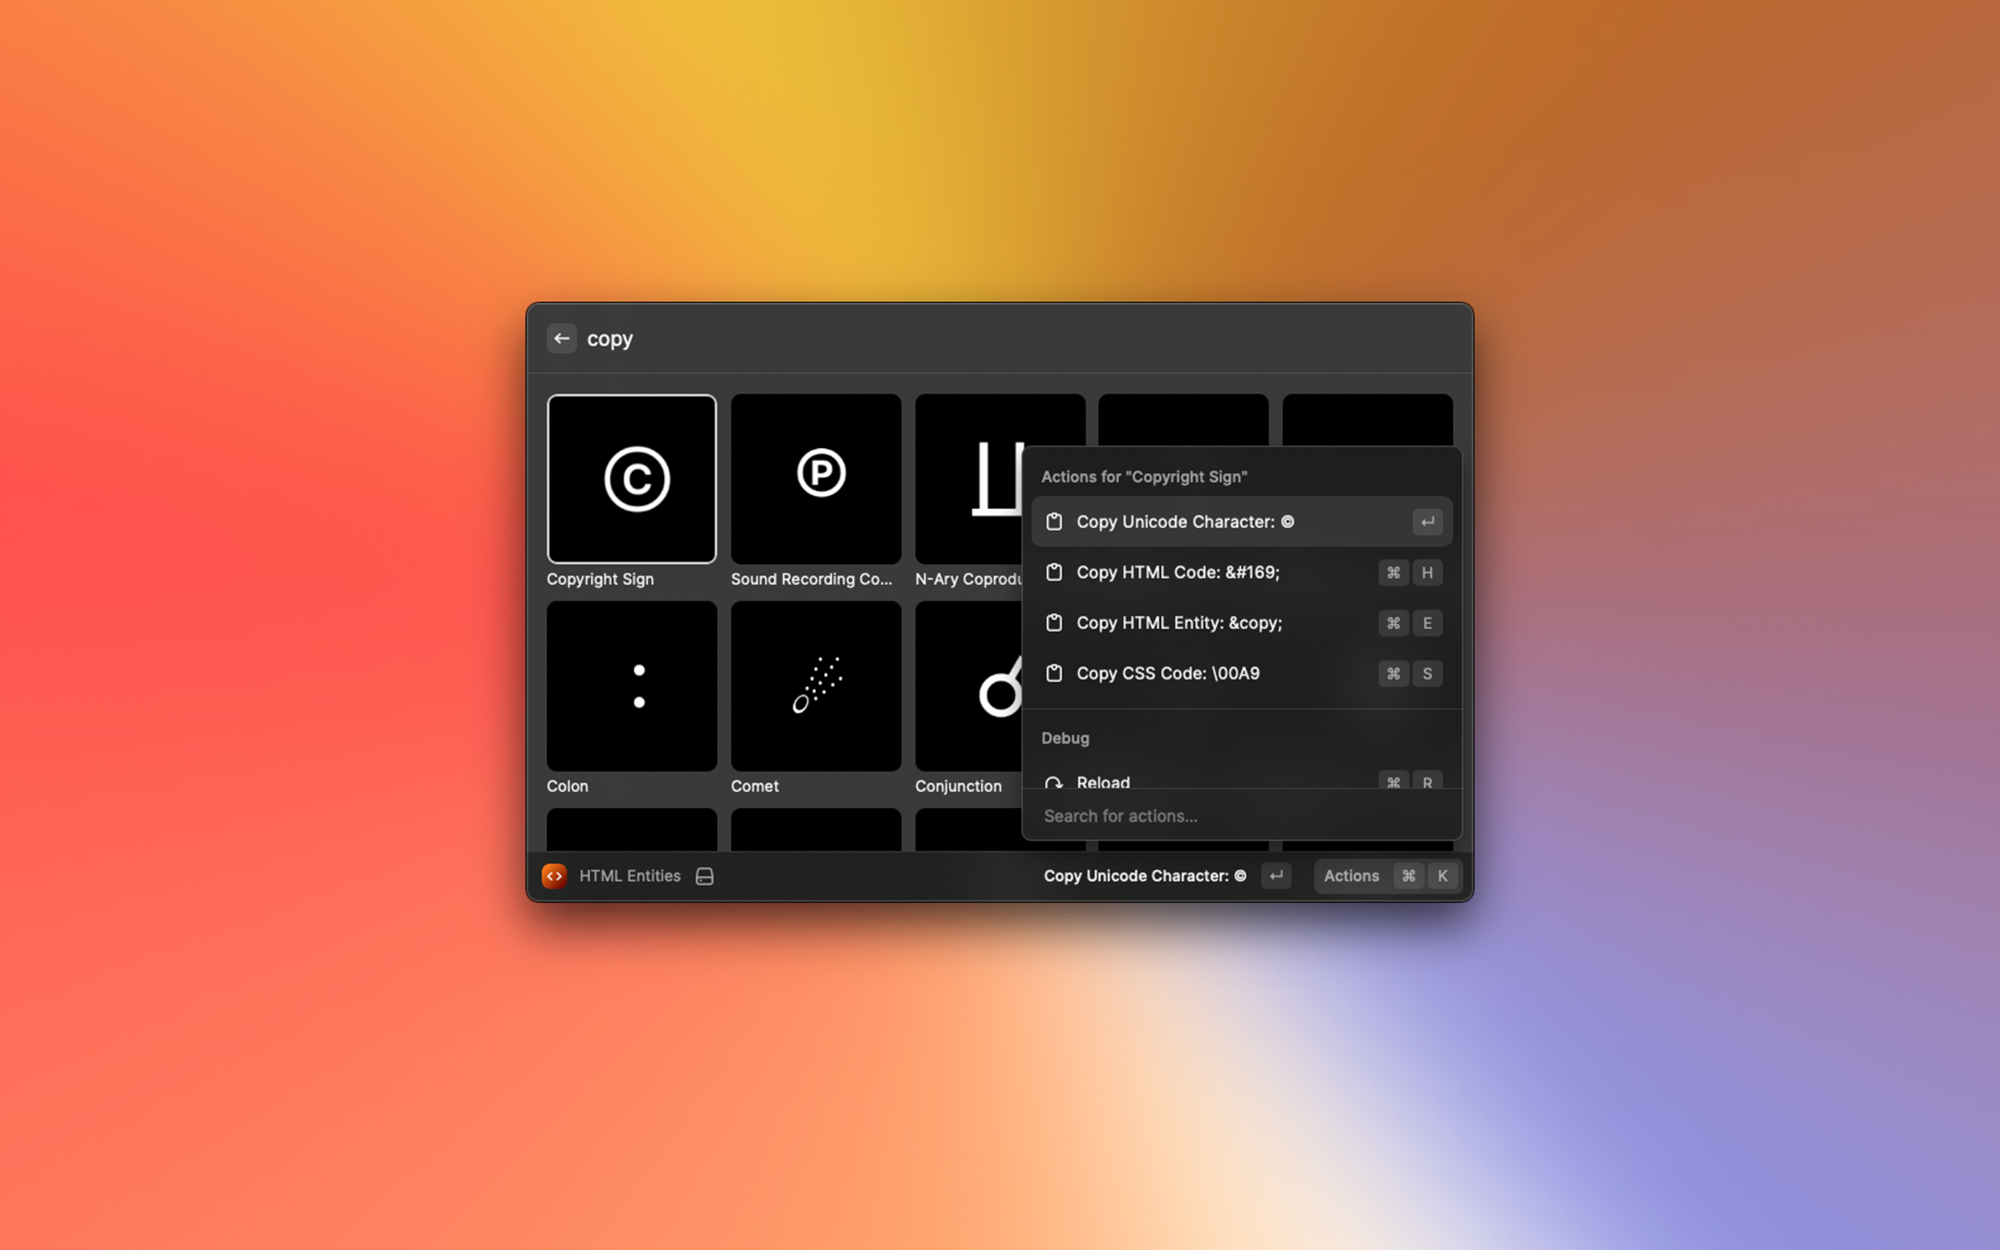 copy
©
℗
Copyright Sign
Sound Recording Co...
N-Ary Coprodu
:
Colon
Comet
Conjunction
Actions for "Copyright Sign"
Copy Unicode Character: ©
Copy HTML Code: &#169; ⌘ H
Copy HTML Entity: &copy; ⌘ E
Copy CSS Code: \00A9 ⌘ S
Debug
Reload ⌘ R
Search for actions...
HTML Entities
Copy Unicode Character: ©
Actions ⌘ K